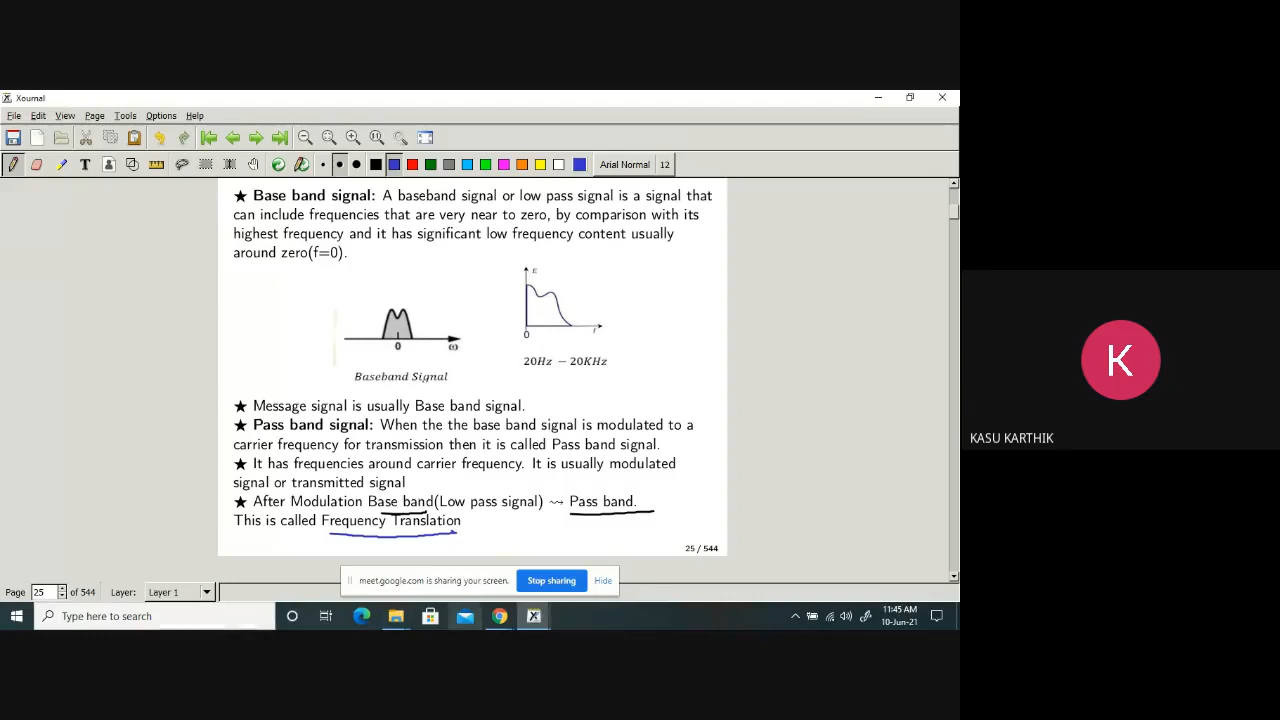 Xournal
File Edit View Page Tools Options Help
T Arial Normal 12
★ Base band signal: A baseband signal or low pass signal is a signal that
can include frequencies that are very near to zero, by comparison with its
highest frequency and it has significant low frequency content usually
around zero(f=0).
E
0 f
0 ω
20Hz − 20KHz
Baseband Signal
★ Message signal is usually Base band signal.
★ Pass band signal: When the the base band signal is modulated to a
carrier frequency for transmission then it is called Pass band signal.
★ It has frequencies around carrier frequency. It is usually modulated
signal or transmitted signal
★ After Modulation Base band(Low pass signal) ⇝ Pass band.
This is called Frequency Translation
25 / 544
K
KASU KARTHIK
meet.google.com is sharing your screen. Stop sharing Hide
Page 25 of 544 Layer: Layer 1
Type here to search
11:45 AM
10-Jun-21